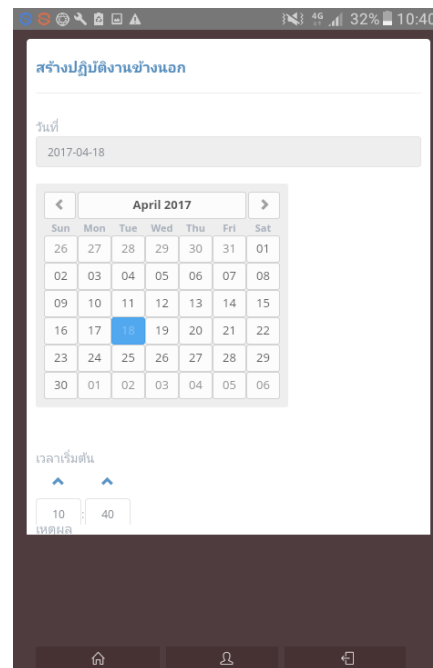 4G 32% 10:40
สร้างปฏิบัติงานข้างนอก
วันที่
2017-04-18
April 2017
Sun Mon Tue Wed Thu Fri Sat
26 27 28 29 30 31 01
02 03 04 05 06 07 08
09 10 11 12 13 14 15
16 17 18 19 20 21 22
23 24 25 26 27 28 29
30 01 02 03 04 05 06
เวลาเริ่มต้น
10 : 40
เหตุผล